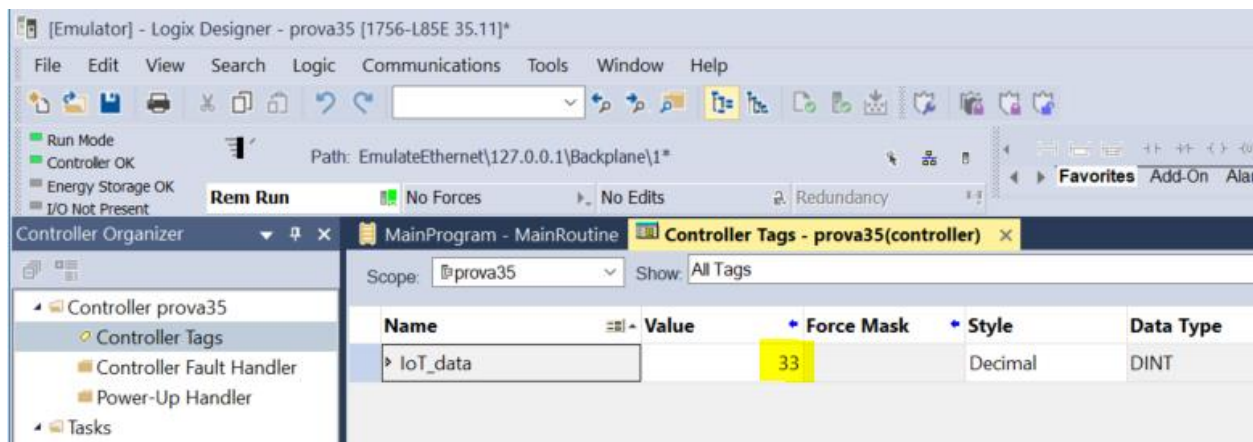 [Emulator] - Logix Designer - prova35 [1756-L85E 35.11]*
File Edit View Search Logic Communications Tools Window Help
Run Mode
Controller OK
Energy Storage OK
I/O Not Present
Path: EmulateEthernet\127.0.0.1\Backplane\1*
Rem Run No Forces No Edits Redundancy
Favorites Add-On
Controller Organizer
MainProgram - MainRoutine Controller Tags - prova35(controller)
Scope: prova35 Show: All Tags
Controller prova35
Controller Tags
Controller Fault Handler
Power-Up Handler
Tasks
Name Value Force Mask Style Data Type
IoT_data 33 Decimal DINT